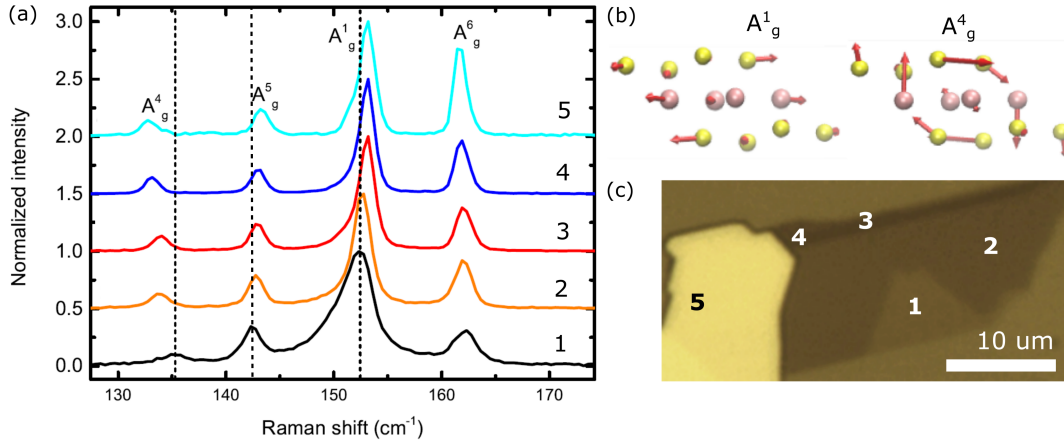 (a)
Normalized intensity
3.0
2.5
2.0
1.5
1.0
0.5
0.0
A⁴g
A⁵g
A¹g
A⁶g
5
4
3
2
1
130 140 150 160 170
Raman shift (cm⁻¹)
(b)
A¹g A⁴g
(c)
3
4
2
5
1
10 um